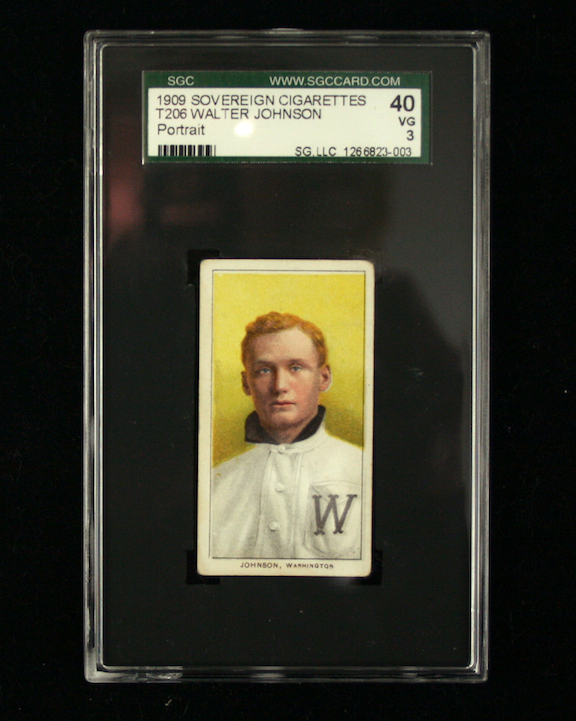 SGC WWW.SGCCARD.COM
1909 SOVEREIGN CIGARETTES 40
T206 WALTER JOHNSON VG
Portrait 3
SG LLC 1266823-003
W
JOHNSON, WASHINGTON